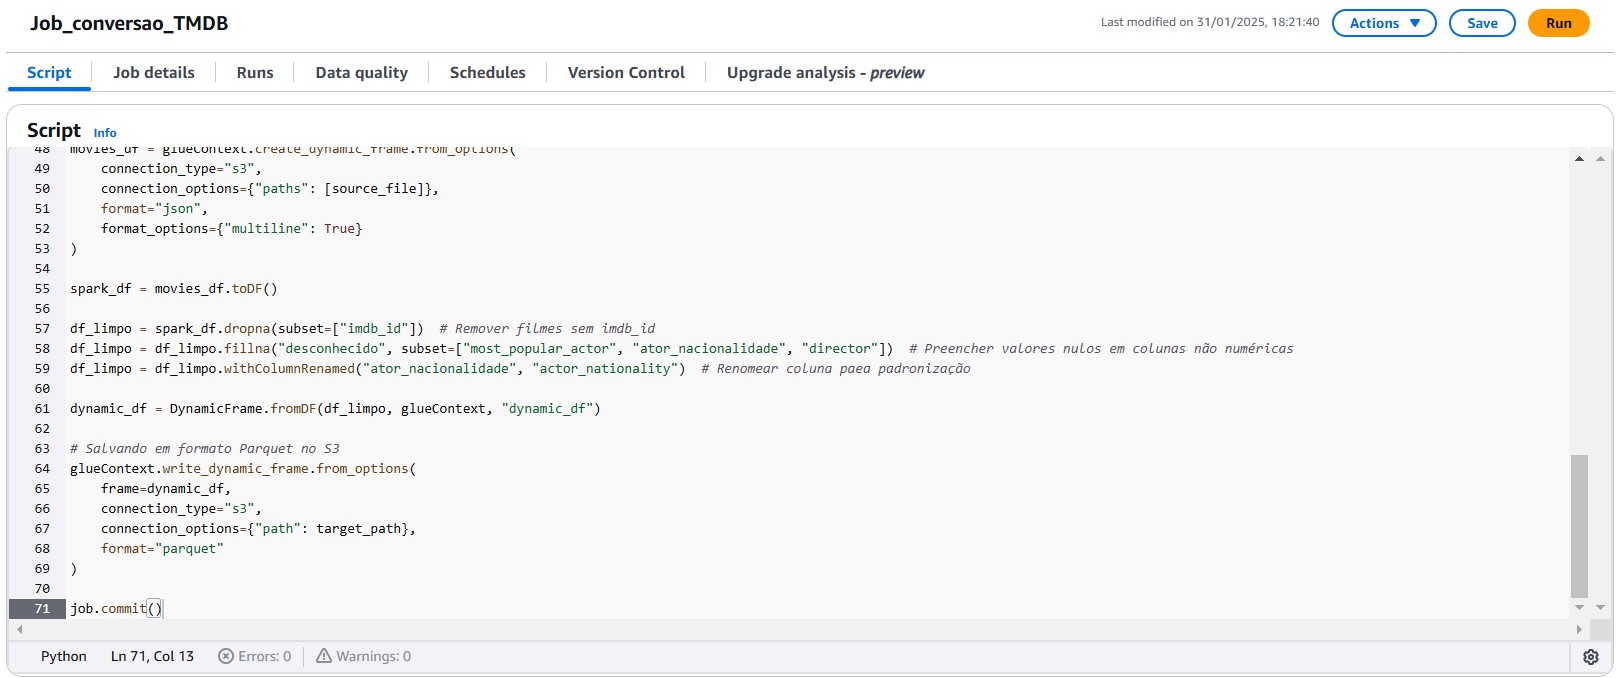 Job_conversao_TMDB
Last modified on 31/01/2025, 18:21:40
Actions
Save
Run
Script
Job details
Runs
Data quality
Schedules
Version Control
Upgrade analysis - preview
Script Info
48 movies_df = glueContext.create_dynamic_frame.from_options(
49     connection_type="s3",
50     connection_options={"paths": [source_file]},
51     format="json",
52     format_options={"multiline": True}
53 )
54
55 spark_df = movies_df.toDF()
56
57 df_limpo = spark_df.dropna(subset=["imdb_id"])  # Remover filmes sem imdb_id
58 df_limpo = df_limpo.fillna("desconhecido", subset=["most_popular_actor", "ator_nacionalidade", "director"])  # Preencher valores nulos em colunas não numéricas
59 df_limpo = df_limpo.withColumnRenamed("ator_nacionalidade", "actor_nationality")  # Renomear coluna paea padronização
60
61 dynamic_df = DynamicFrame.fromDF(df_limpo, glueContext, "dynamic_df")
62
63 # Salvando em formato Parquet no S3
64 glueContext.write_dynamic_frame.from_options(
65     frame=dynamic_df,
66     connection_type="s3",
67     connection_options={"path": target_path},
68     format="parquet"
69 )
70
71 job.commit()
Python Ln 71, Col 13 Errors: 0 Warnings: 0